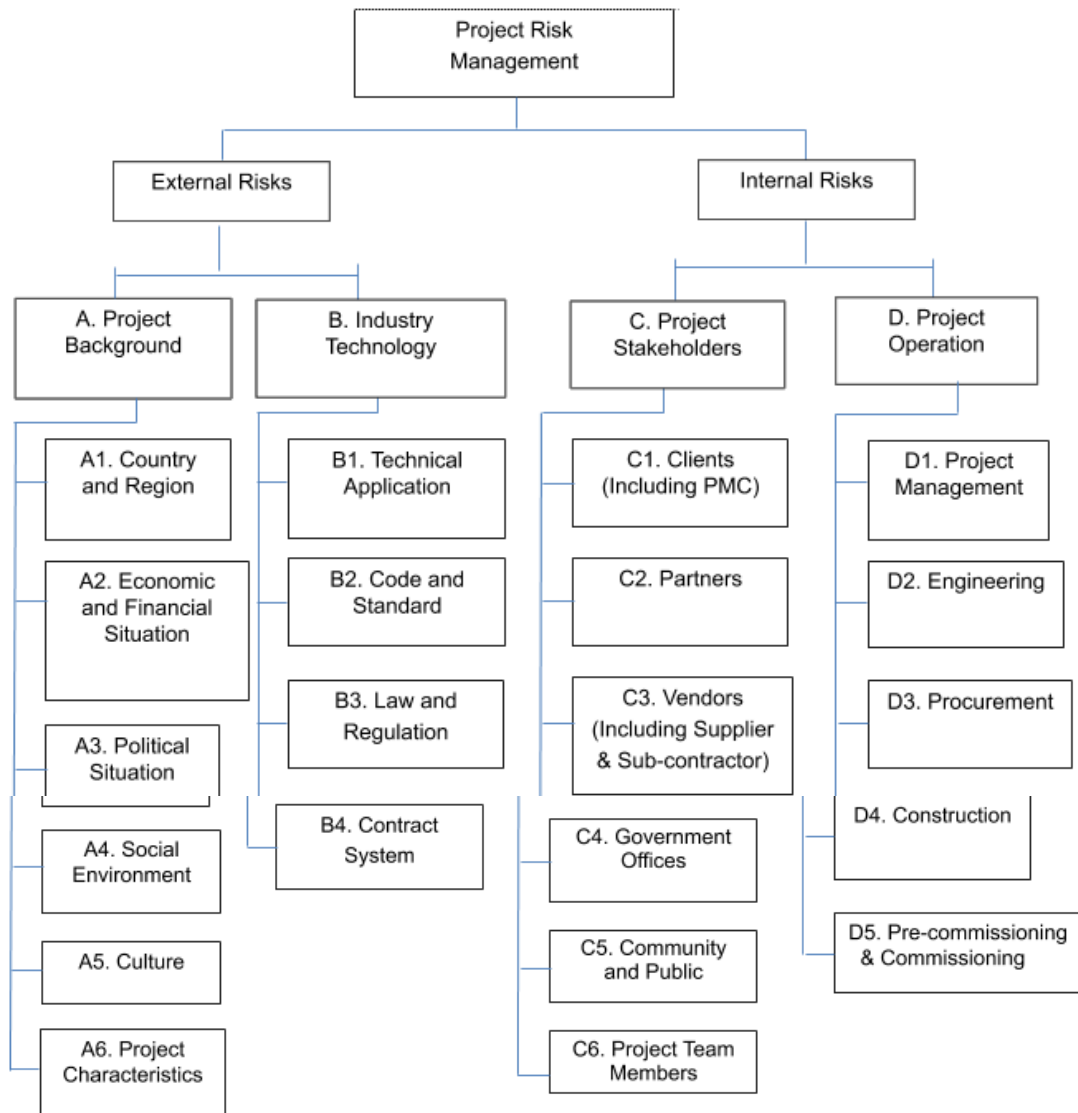 Project Risk
Management
External Risks
Internal Risks
A. Project
Background
B. Industry
Technology
C. Project
Stakeholders
D. Project
Operation
A1. Country
and Region
B1. Technical
Application
C1. Clients
(Including PMC)
D1. Project
Management
A2. Economic
and Financial
Situation
B2. Code and
Standard
C2. Partners
D2. Engineering
A3. Political
Situation
B3. Law and
Regulation
C3. Vendors
(Including Supplier
& Sub-contractor)
D3. Procurement
A4. Social
Environment
B4. Contract
System
C4. Government
Offices
D4. Construction
A5. Culture
C5. Community
and Public
D5. Pre-commissioning
& Commissioning
A6. Project
Characteristics
C6. Project Team
Members